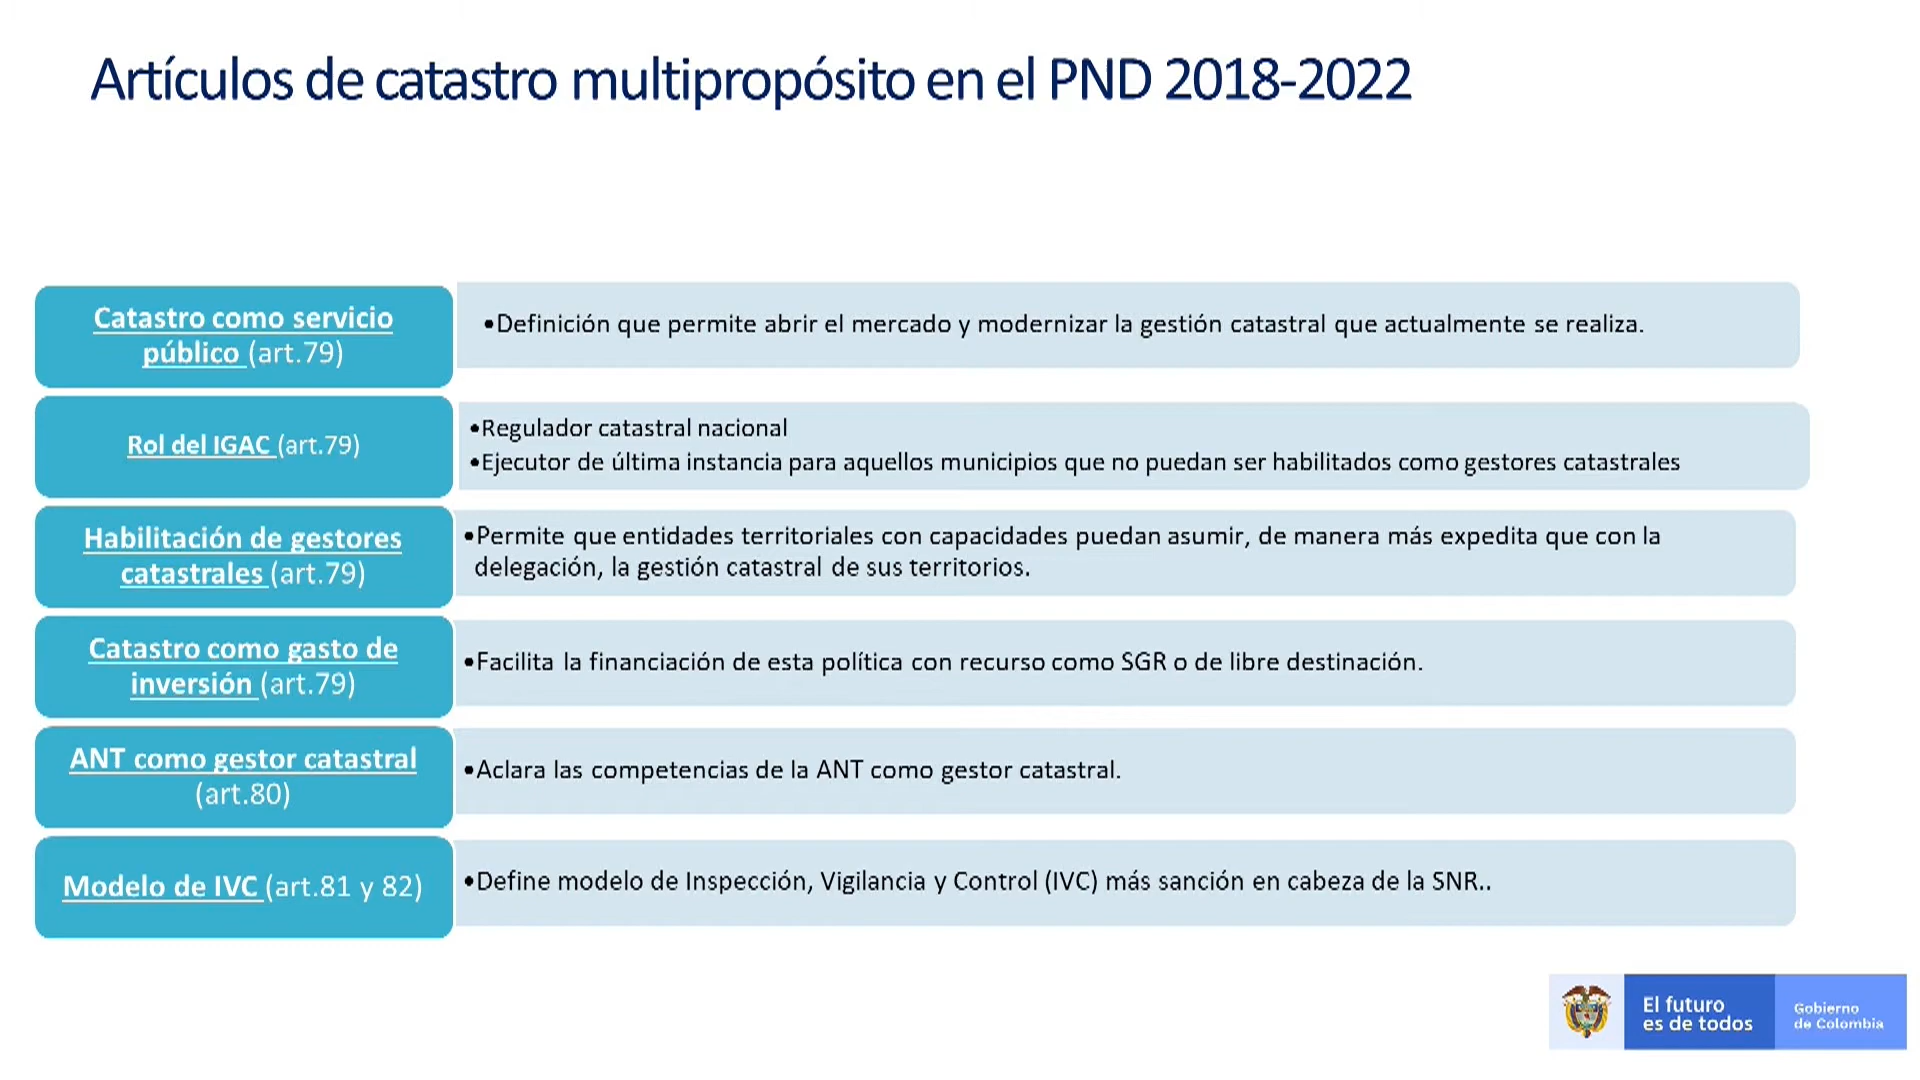 Artículos de catastro multipropósito en el PND 2018-2022
Catastro como servicio
público (art.79)
•Definición que permite abrir el mercado y modernizar la gestión catastral que actualmente se realiza.
Rol del IGAC (art.79)
•Regulador catastral nacional
•Ejecutor de última instancia para aquellos municipios que no puedan ser habilitados como gestores catastrales
Habilitación de gestores
catastrales (art.79)
•Permite que entidades territoriales con capacidades puedan asumir, de manera más expedita que con la
delegación, la gestión catastral de sus territorios.
Catastro como gasto de
inversión (art.79)
•Facilita la financiación de esta política con recurso como SGR o de libre destinación.
ANT como gestor catastral
(art.80)
•Aclara las competencias de la ANT como gestor catastral.
Modelo de IVC (art.81 y 82)
•Define modelo de Inspección, Vigilancia y Control (IVC) más sanción en cabeza de la SNR..
El futuro
es de todos
Gobierno
de Colombia